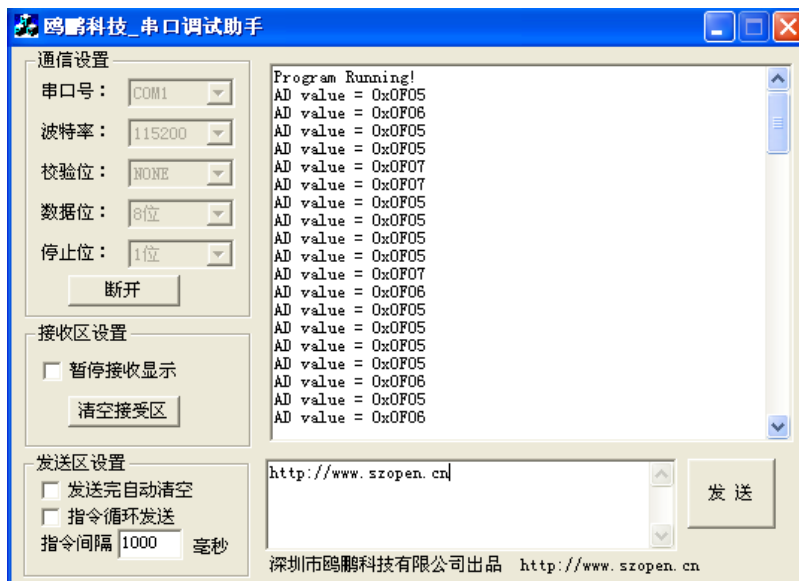 鸥鹏科技_串口调试助手
通信设置
串口号： COM1
波特率： 115200
校验位： NONE
数据位： 8位
停止位： 1位
断开
接收区设置
暂停接收显示
清空接受区
发送区设置
发送完自动清空
指令循环发送
指令间隔 1000 毫秒
Program Running!
AD value = 0x0F05
AD value = 0x0F06
AD value = 0x0F05
AD value = 0x0F05
AD value = 0x0F07
AD value = 0x0F07
AD value = 0x0F05
AD value = 0x0F05
AD value = 0x0F05
AD value = 0x0F05
AD value = 0x0F07
AD value = 0x0F06
AD value = 0x0F05
AD value = 0x0F05
AD value = 0x0F05
AD value = 0x0F05
AD value = 0x0F06
AD value = 0x0F05
AD value = 0x0F06
http://www.szopen.cn
发 送
深圳市鸥鹏科技有限公司出品 http://www.szopen.cn